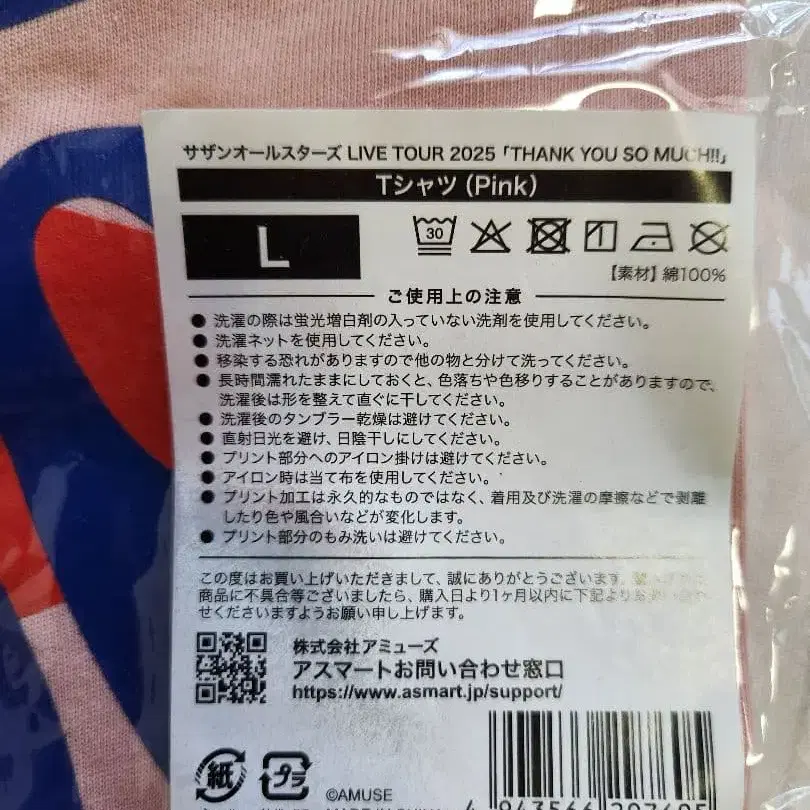 サザンオールスターズ LIVE TOUR 2025「THANK YOU SO MUCH!!」
Tシャツ（Pink）
L
30
【素材】綿100%
ご使用上の注意
● 洗濯の際は蛍光増白剤の入っていない洗剤を使用してください。
● 洗濯ネットを使用してください。
● 移染する恐れがありますので他の物と分けて洗ってください。
● 長時間濡れたままにしておくと、色落ちや色移りすることがありますので、
洗濯後は形を整えて直ぐに干してください。
● 洗濯後のタンブラー乾燥は避けてください。
● 直射日光を避け、日陰干しにしてください。
● プリント部分へのアイロン掛けは避けてください。
● アイロン時は当て布を使用してください。
● プリント加工は永久的なものではなく、着用及び洗濯の摩擦などで剥離
したり色や風合いなどが変化します。
● プリント部分のもみ洗いは避けてください。
この度はお買い上げいただきまして、誠にありがとうございます。
商品に不具合等ございましたら、購入日より1ヶ月以内に下記よりお問い合わ
せくださいますようお願い申し上げます。
株式会社アミューズ
アスマートお問い合わせ窓口
https://www.asmart.jp/support/
紙 プラ
©AMUSE